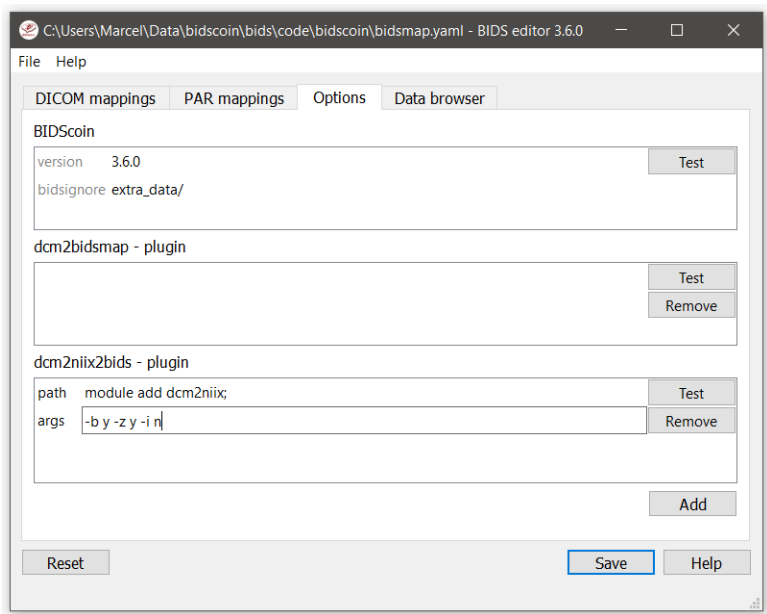 C:\Users\Marcel\Data\bidscoin\bids\code\bidscoin\bidsmap.yaml - BIDS editor 3.6.0
File Help
DICOM mappings PAR mappings Options Data browser
BIDScoin
version 3.6.0 Test
bidsignore extra_data/
dcm2bidsmap - plugin
Test
Remove
dcm2niix2bids - plugin
path module add dcm2niix; Test
args -b y -z y -i n Remove
Add
Reset Save Help